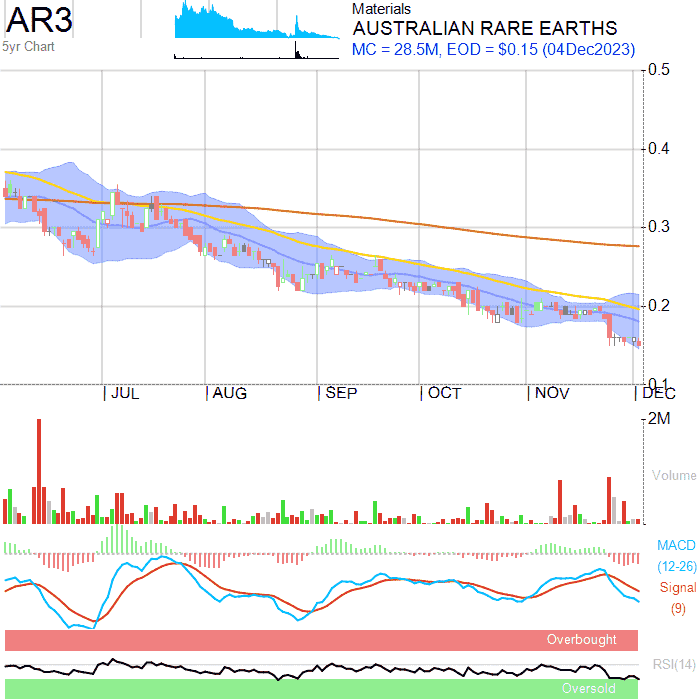 AR3
5yr Chart
Materials
AUSTRALIAN RARE EARTHS
MC = 28.5M, EOD = $0.15 (04Dec2023)
0.5
0.4
0.3
0.2
0.1
JUL AUG SEP OCT NOV DEC
2M
Volume
MACD
(12-26)
Signal
(9)
Overbought
RSI(14)
Oversold